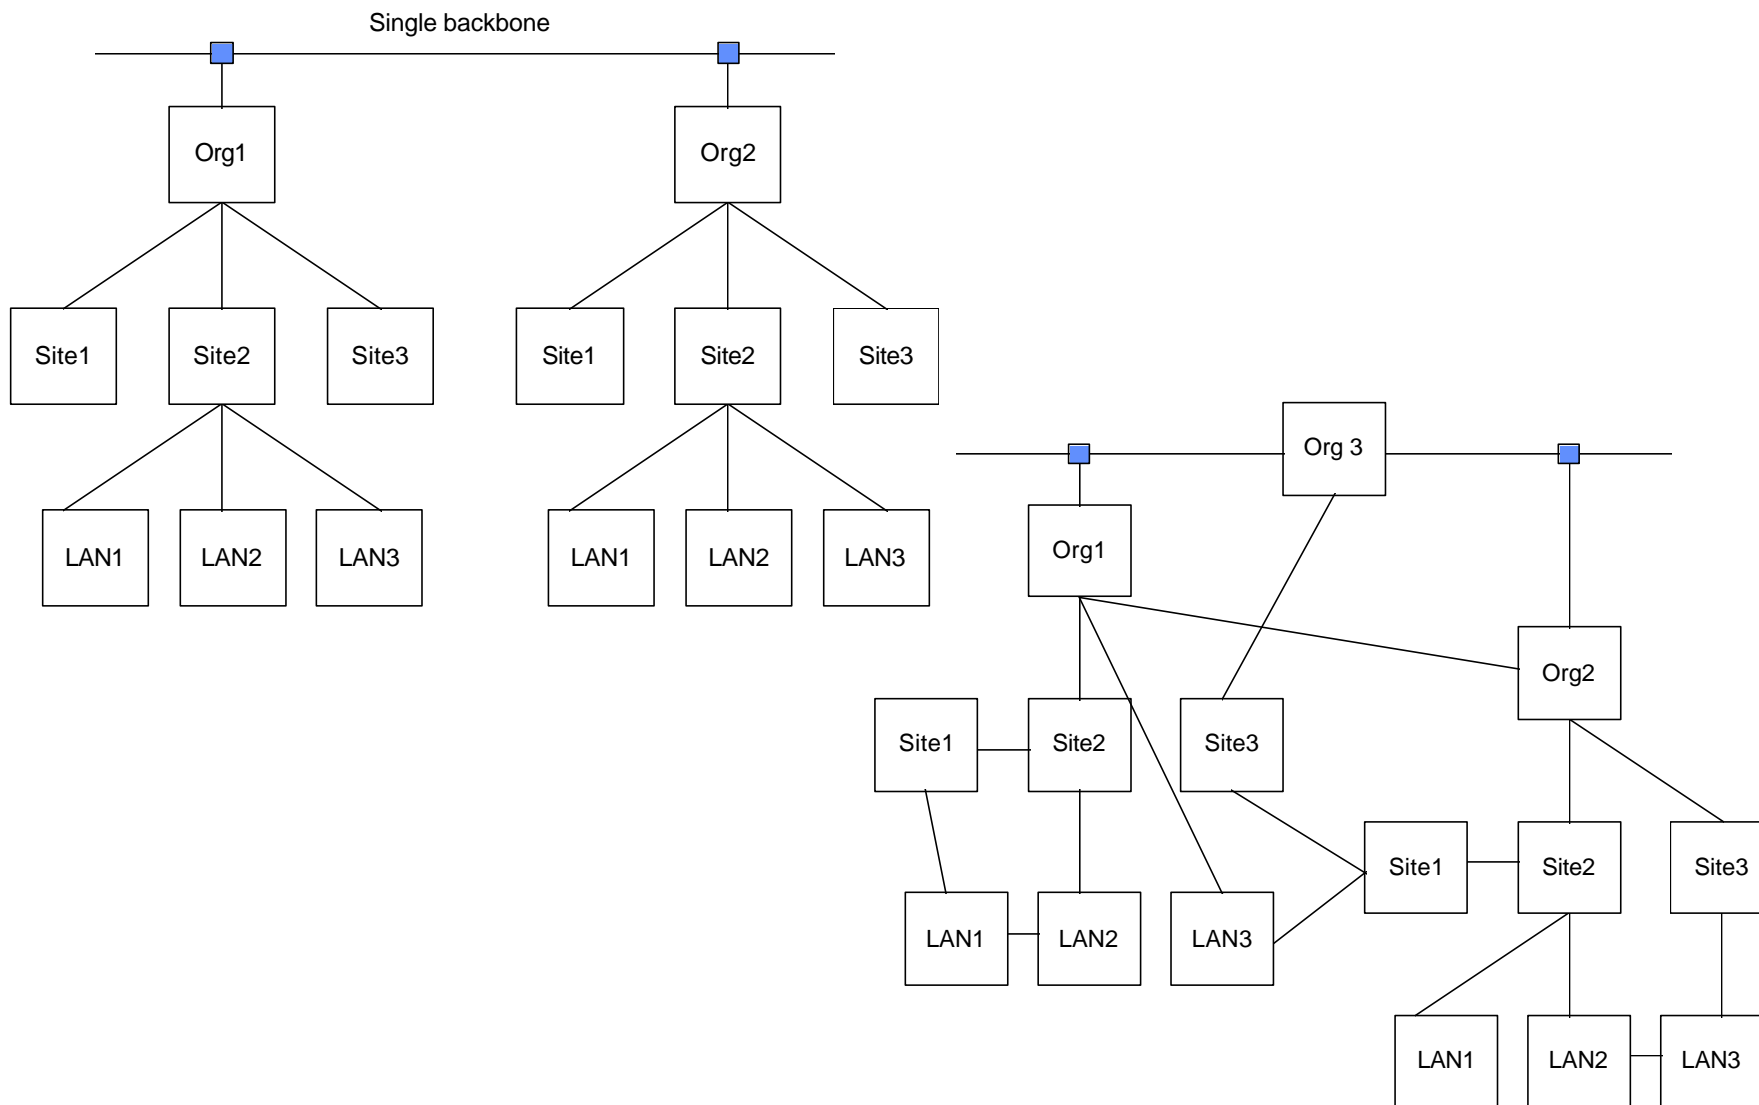 Single backbone
Org1
Org2
Site1
Site2
Site3
Site1
Site2
Site3
LAN1
LAN2
LAN3
LAN1
LAN2
LAN3
Org 3
Org1
Org2
Site1
Site2
Site3
Site1
Site2
Site3
LAN1
LAN2
LAN3
LAN1
LAN2
LAN3